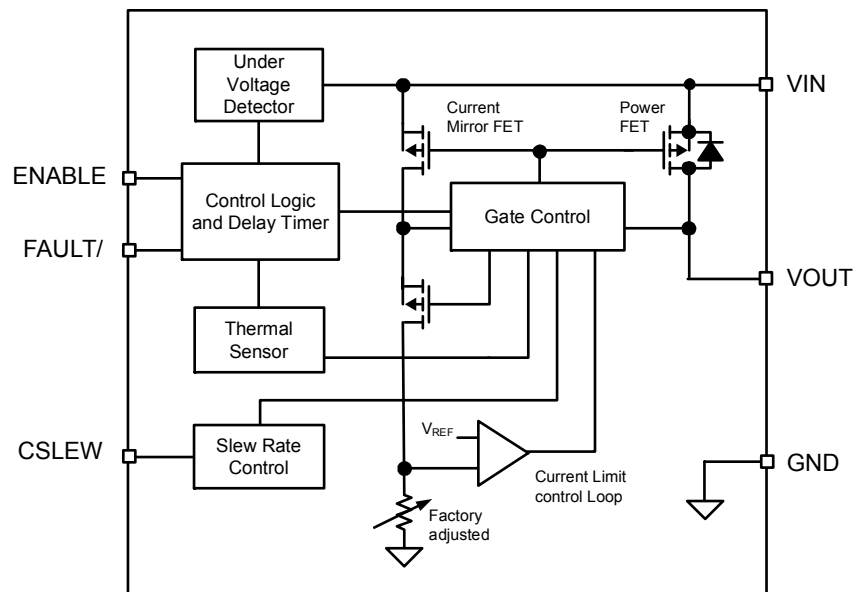 Under
Voltage
Detector
Current
Mirror FET
Power
FET
VIN
ENABLE
Control Logic
and Delay Timer
Gate Control
FAULT/
VOUT
Thermal
Sensor
CSLEW
Slew Rate
Control
VREF
Current Limit
control Loop
GND
Factory
adjusted